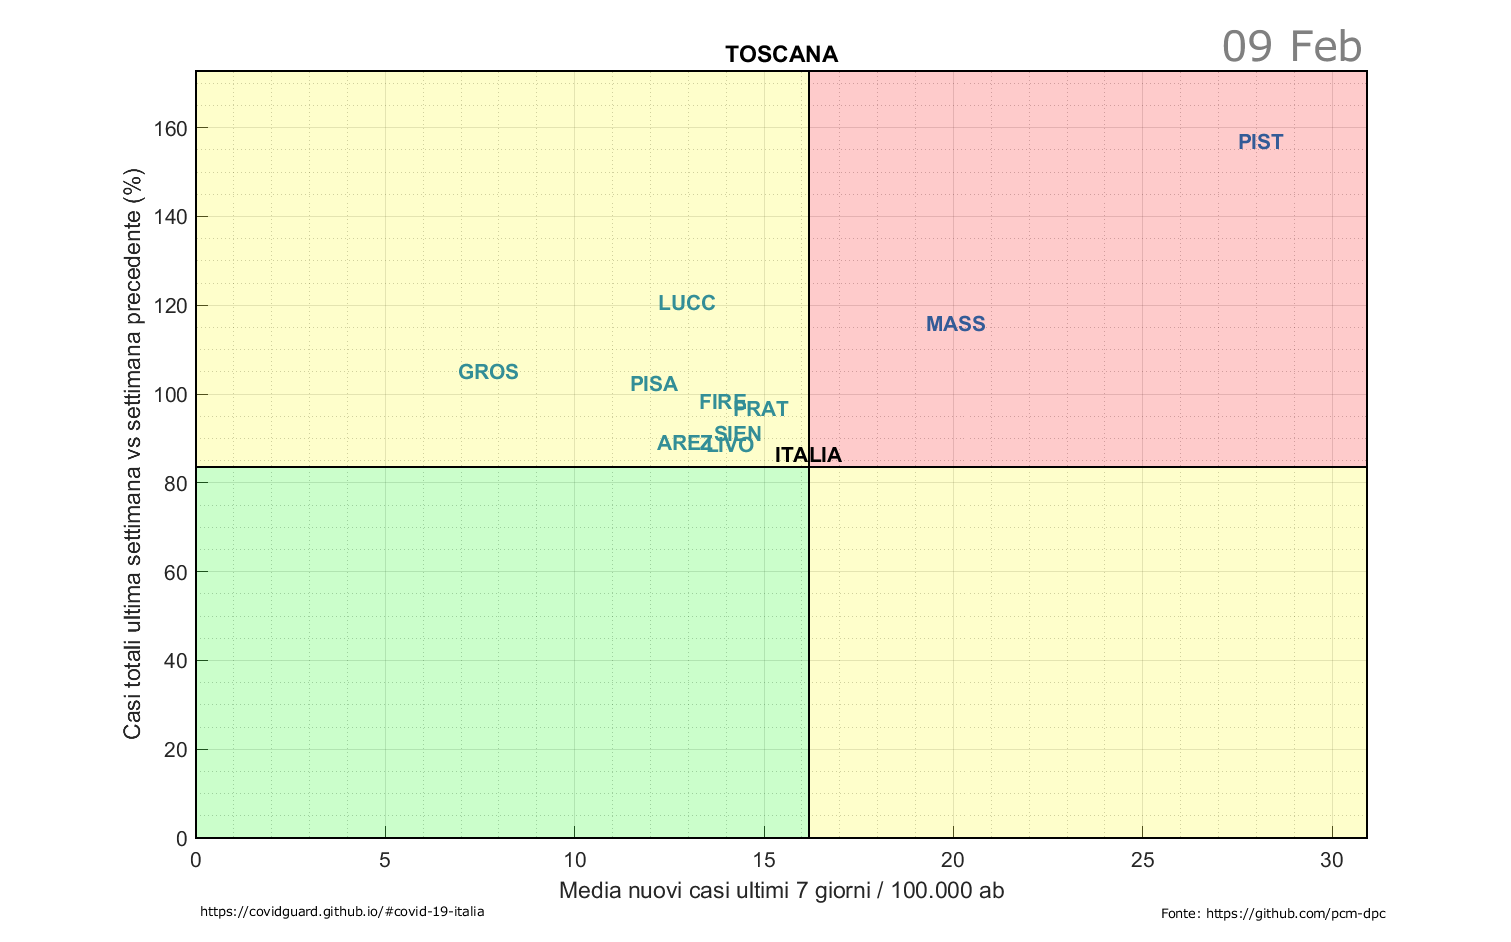 09 Feb
TOSCANA
Casi totali ultima settimana vs settimana precedente (%)
160
140
120
100
80
60
40
20
0
PIST
LUCC
MASS
GROS
PISA
FIRE
PRAT
SIEN
AREZ
LIVO
ITALIA
0 5 10 15 20 25 30
Media nuovi casi ultimi 7 giorni / 100.000 ab
https://covidguard.github.io/#covid-19-italia
Fonte: https://github.com/pcm-dpc